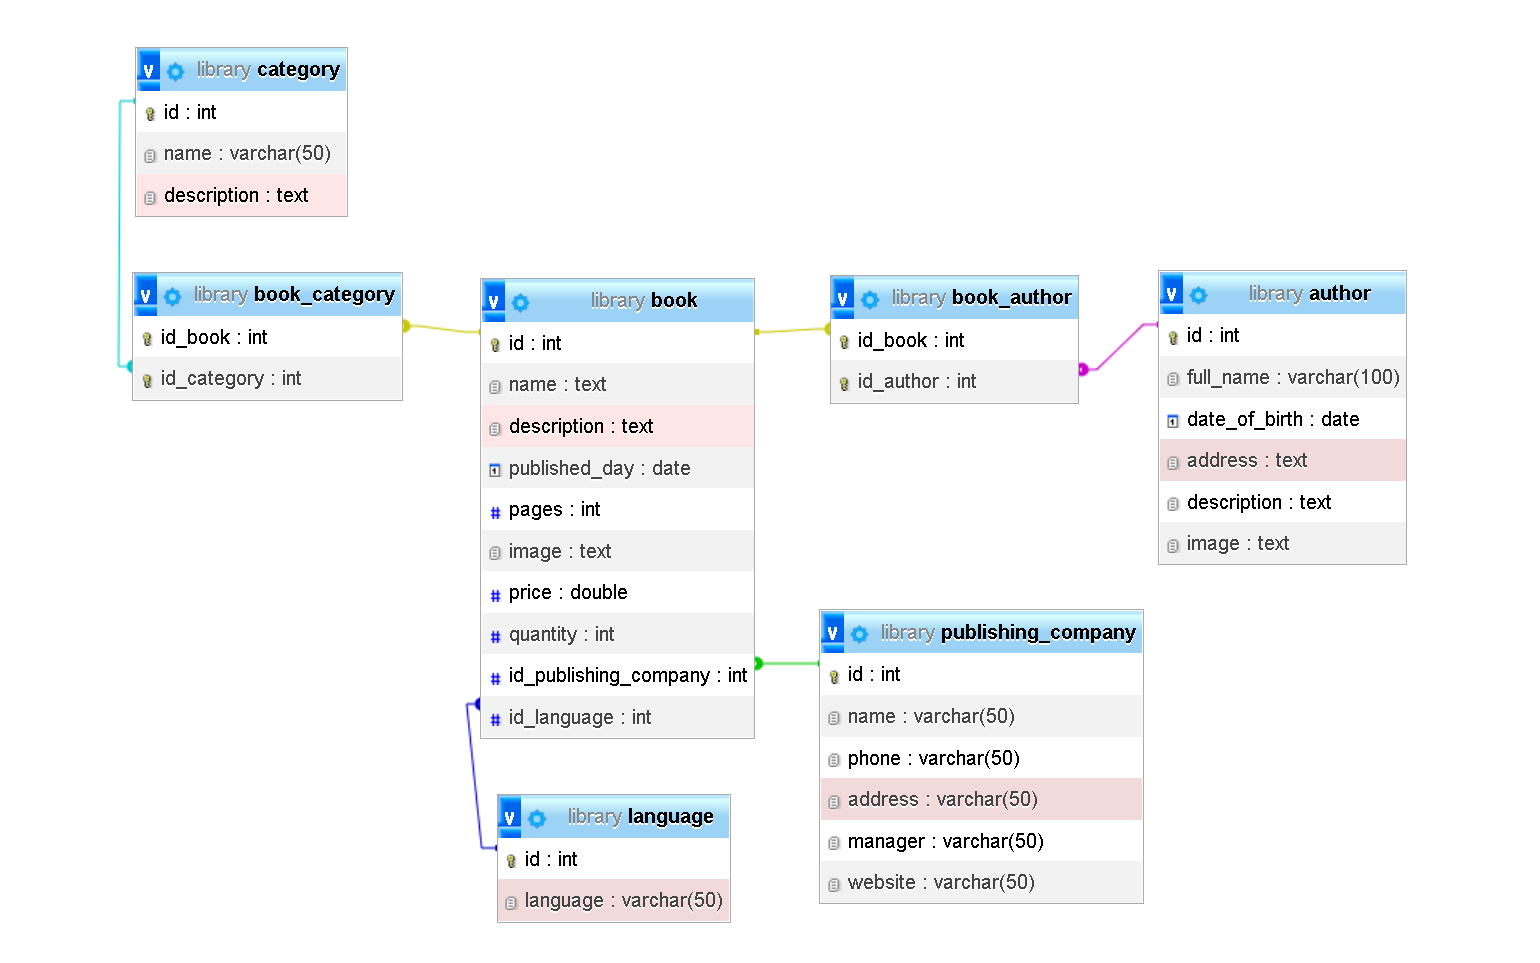 v library category
id : int
name : varchar(50)
description : text
v library book_category
id_book : int
id_category : int
v library book
id : int
name : text
description : text
published_day : date
pages : int
image : text
price : double
quantity : int
id_publishing_company : int
id_language : int
v library book_author
id_book : int
id_author : int
v library author
id : int
full_name : varchar(100)
date_of_birth : date
address : text
description : text
image : text
v library publishing_company
id : int
name : varchar(50)
phone : varchar(50)
address : varchar(50)
manager : varchar(50)
website : varchar(50)
v library language
id : int
language : varchar(50)